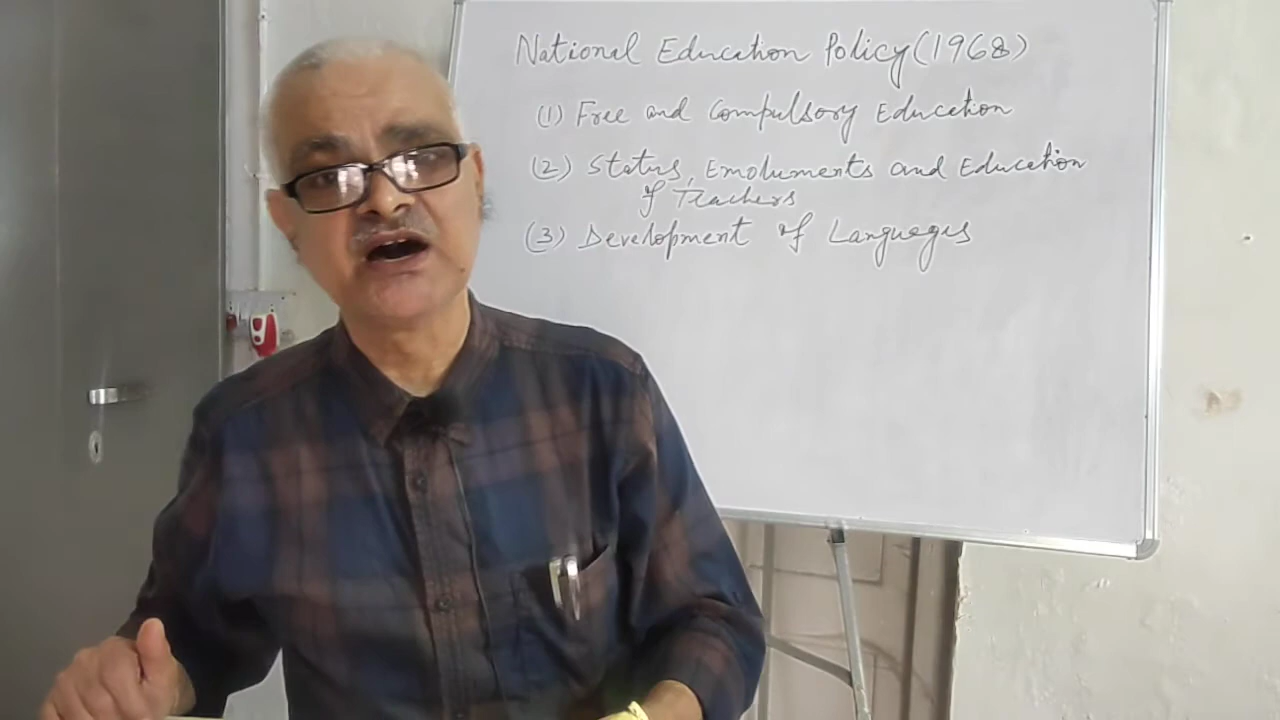 National Education Policy (1968)
(1) Free and Compulsory Education
(2) Status, Emoluments and Education
of Teachers
(3) Development of Languages